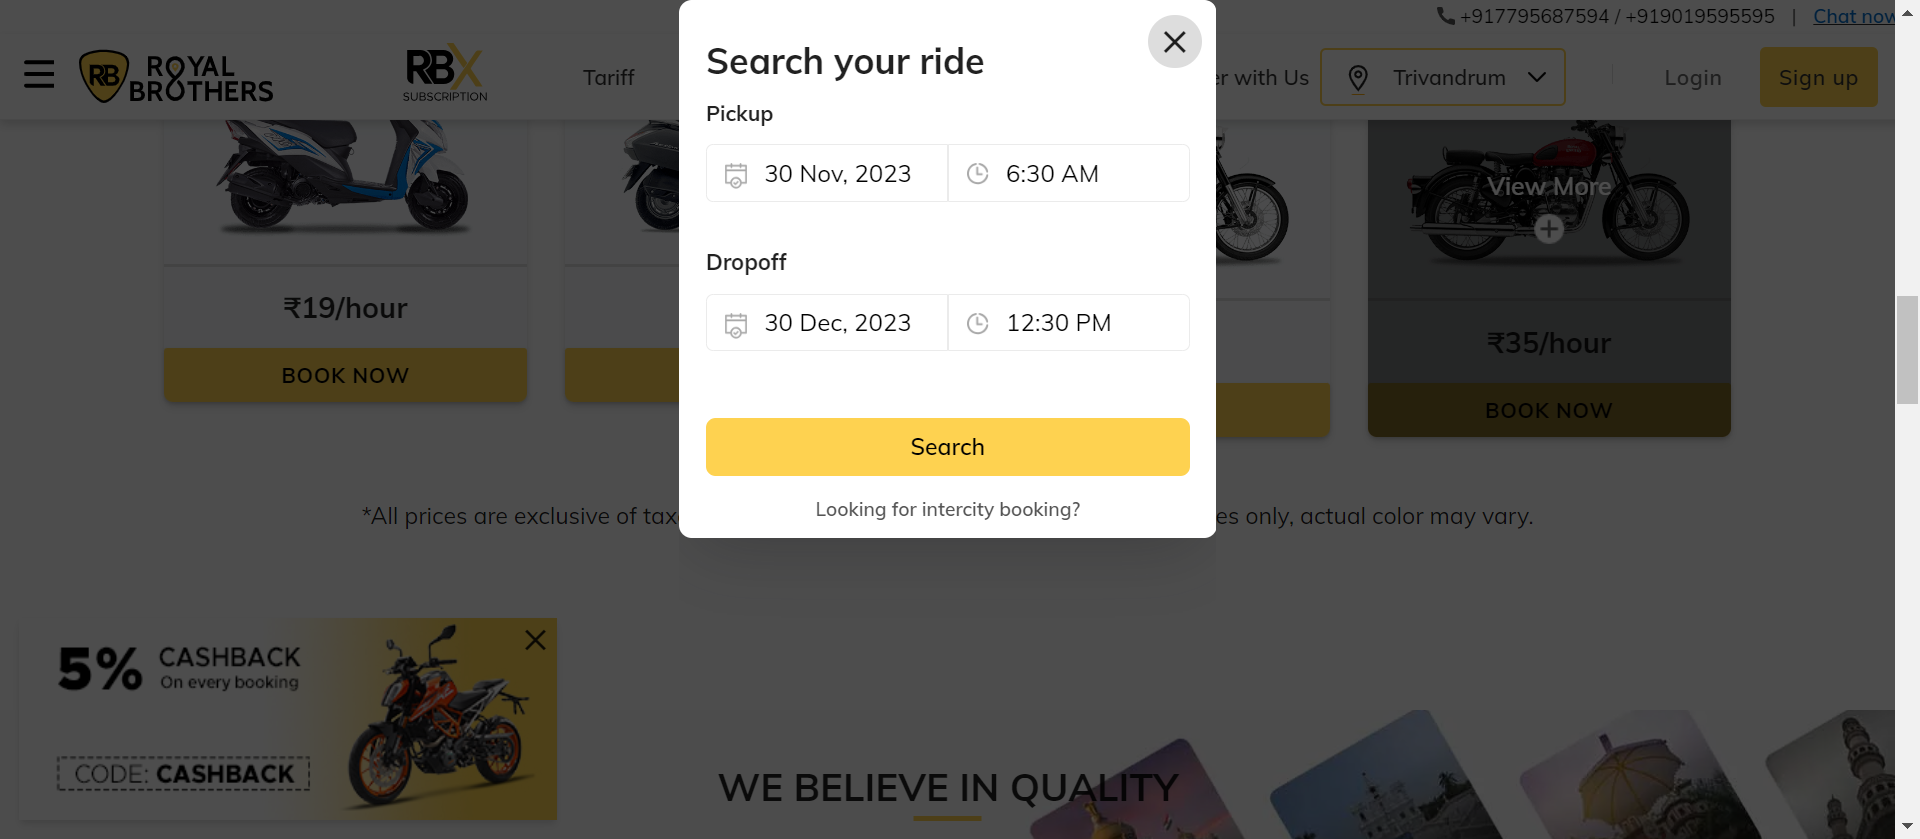 +917795687594 / +919019595595 | Chat now
ROYAL BROTHERS
RB
RBX SUBSCRIPTION
Tariff
er with Us
Trivandrum
Login
Sign up
Search your ride
Pickup
30 Nov, 2023
6:30 AM
Dropoff
30 Dec, 2023
12:30 PM
Search
Looking for intercity booking?
View More
₹19/hour
BOOK NOW
₹35/hour
BOOK NOW
*All prices are exclusive of tax
es only, actual color may vary.
5% CASHBACK
On every booking
CODE: CASHBACK
WE BELIEVE IN QUALITY